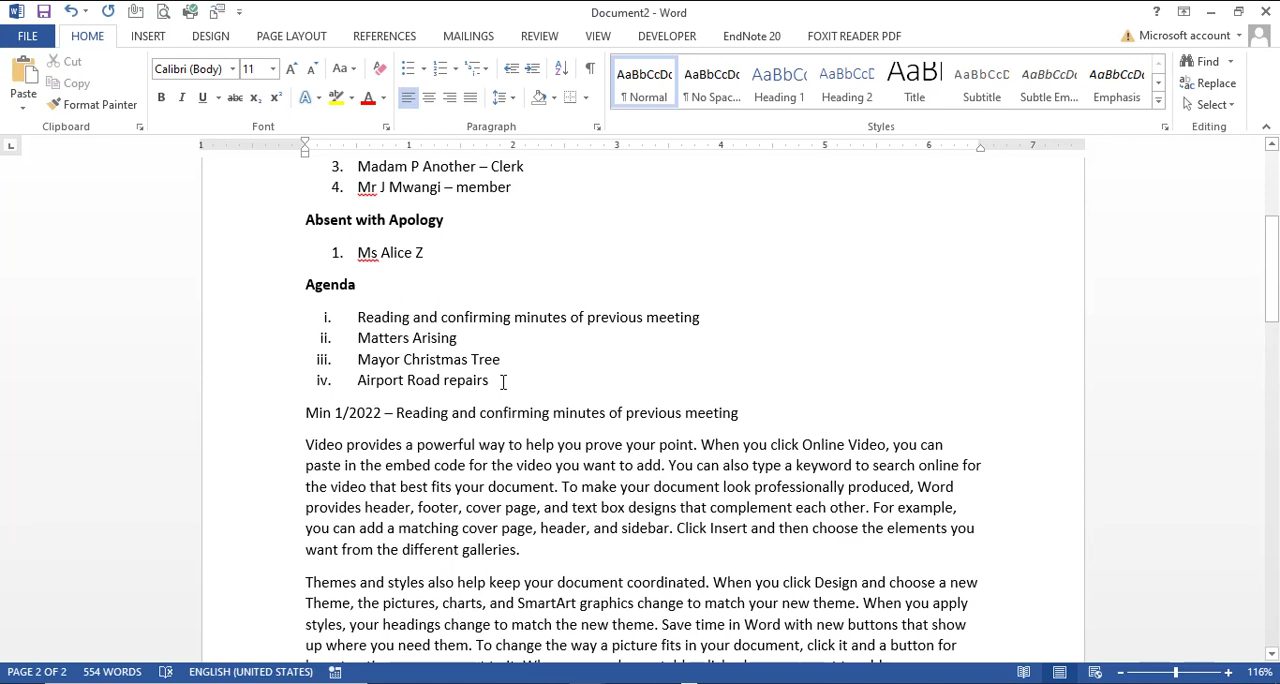 Document2 - Word
FILE HOME INSERT DESIGN PAGE LAYOUT REFERENCES MAILINGS REVIEW VIEW DEVELOPER EndNote 20 FOXIT READER PDF Microsoft account
Cut
Copy
Format Painter
Paste
Clipboard
Calibri (Body) 11
Font
Paragraph
AaBbCcDc AaBbCcDc AaBbCc AaBbCcC AaBl AaBbCcD AaBbCcDc AaBbCcDc
¶ Normal ¶ No Spac... Heading 1 Heading 2 Title Subtitle Subtle Em... Emphasis
Styles
Find
Replace
Select
Editing
1 1 2 3 4 5 6 7
3. Madam P Another – Clerk
4. Mr J Mwangi – member
Absent with Apology
1. Ms Alice Z
Agenda
i. Reading and confirming minutes of previous meeting
ii. Matters Arising
iii. Mayor Christmas Tree
iv. Airport Road repairs
Min 1/2022 – Reading and confirming minutes of previous meeting
Video provides a powerful way to help you prove your point. When you click Online Video, you can
paste in the embed code for the video you want to add. You can also type a keyword to search online for
the video that best fits your document. To make your document look professionally produced, Word
provides header, footer, cover page, and text box designs that complement each other. For example,
you can add a matching cover page, header, and sidebar. Click Insert and then choose the elements you
want from the different galleries.
Themes and styles also help keep your document coordinated. When you click Design and choose a new
Theme, the pictures, charts, and SmartArt graphics change to match your new theme. When you apply
styles, your headings change to match the new theme. Save time in Word with new buttons that show
up where you need them. To change the way a picture fits in your document, click it and a button for
PAGE 2 OF 2 554 WORDS ENGLISH (UNITED STATES) 116%